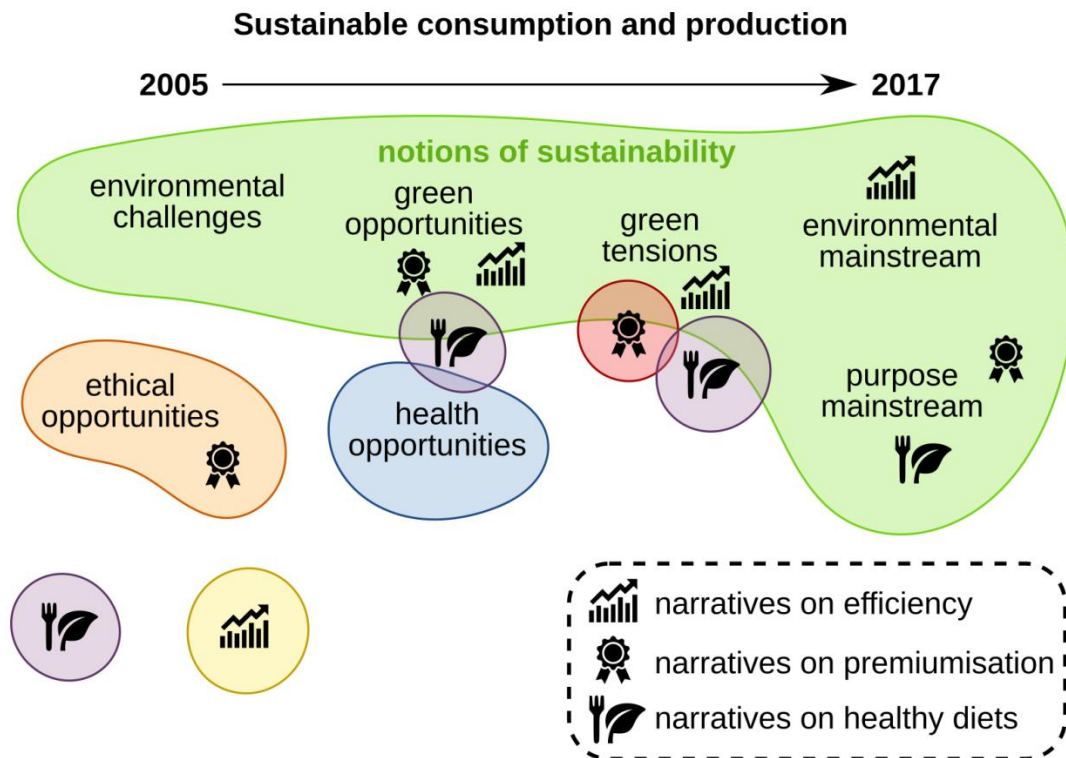 Sustainable consumption and production
2005
2017
notions of sustainability
environmental
challenges
green
opportunities
green
tensions
environmental
mainstream
ethical
opportunities
health
opportunities
purpose
mainstream
narratives on efficiency
narratives on premiumisation
narratives on healthy diets